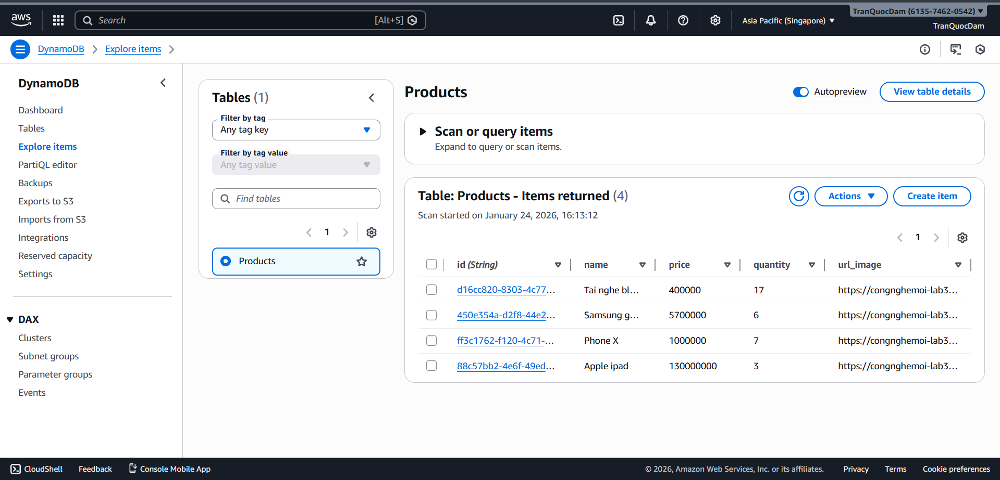 aws
Search [Alt+S]
Asia Pacific (Singapore)
TranQuocDam (6135-7462-0542)
TranQuocDam
DynamoDB
Explore items
DynamoDB
Dashboard
Tables
Explore items
PartiQL editor
Backups
Exports to S3
Imports from S3
Integrations
Reserved capacity
Settings
DAX
Clusters
Subnet groups
Parameter groups
Events
Tables (1)
Filter by tag
Any tag key
Filter by tag value
Any tag value
Find tables
1
Products
Products
Autopreview
View table details
Scan or query items
Expand to query or scan items.
Table: Products - Items returned (4)
Actions
Create item
Scan started on January 24, 2026, 16:13:12
1
id (String) name price quantity url_image
d16cc820-8303-4c77... Tai nghe bl... 400000 17 https://congnghemoi-lab3...
450e354a-d2f8-44e2... Samsung g... 5700000 6 https://congnghemoi-lab3...
ff3c1762-f120-4c71-... Phone X 1000000 7 https://congnghemoi-lab3...
88c57bb2-4e6f-49ed... Apple ipad 130000000 3 https://congnghemoi-lab3...
CloudShell Feedback Console Mobile App © 2026, Amazon Web Services, Inc. or its affiliates. Privacy Terms Cookie preferences